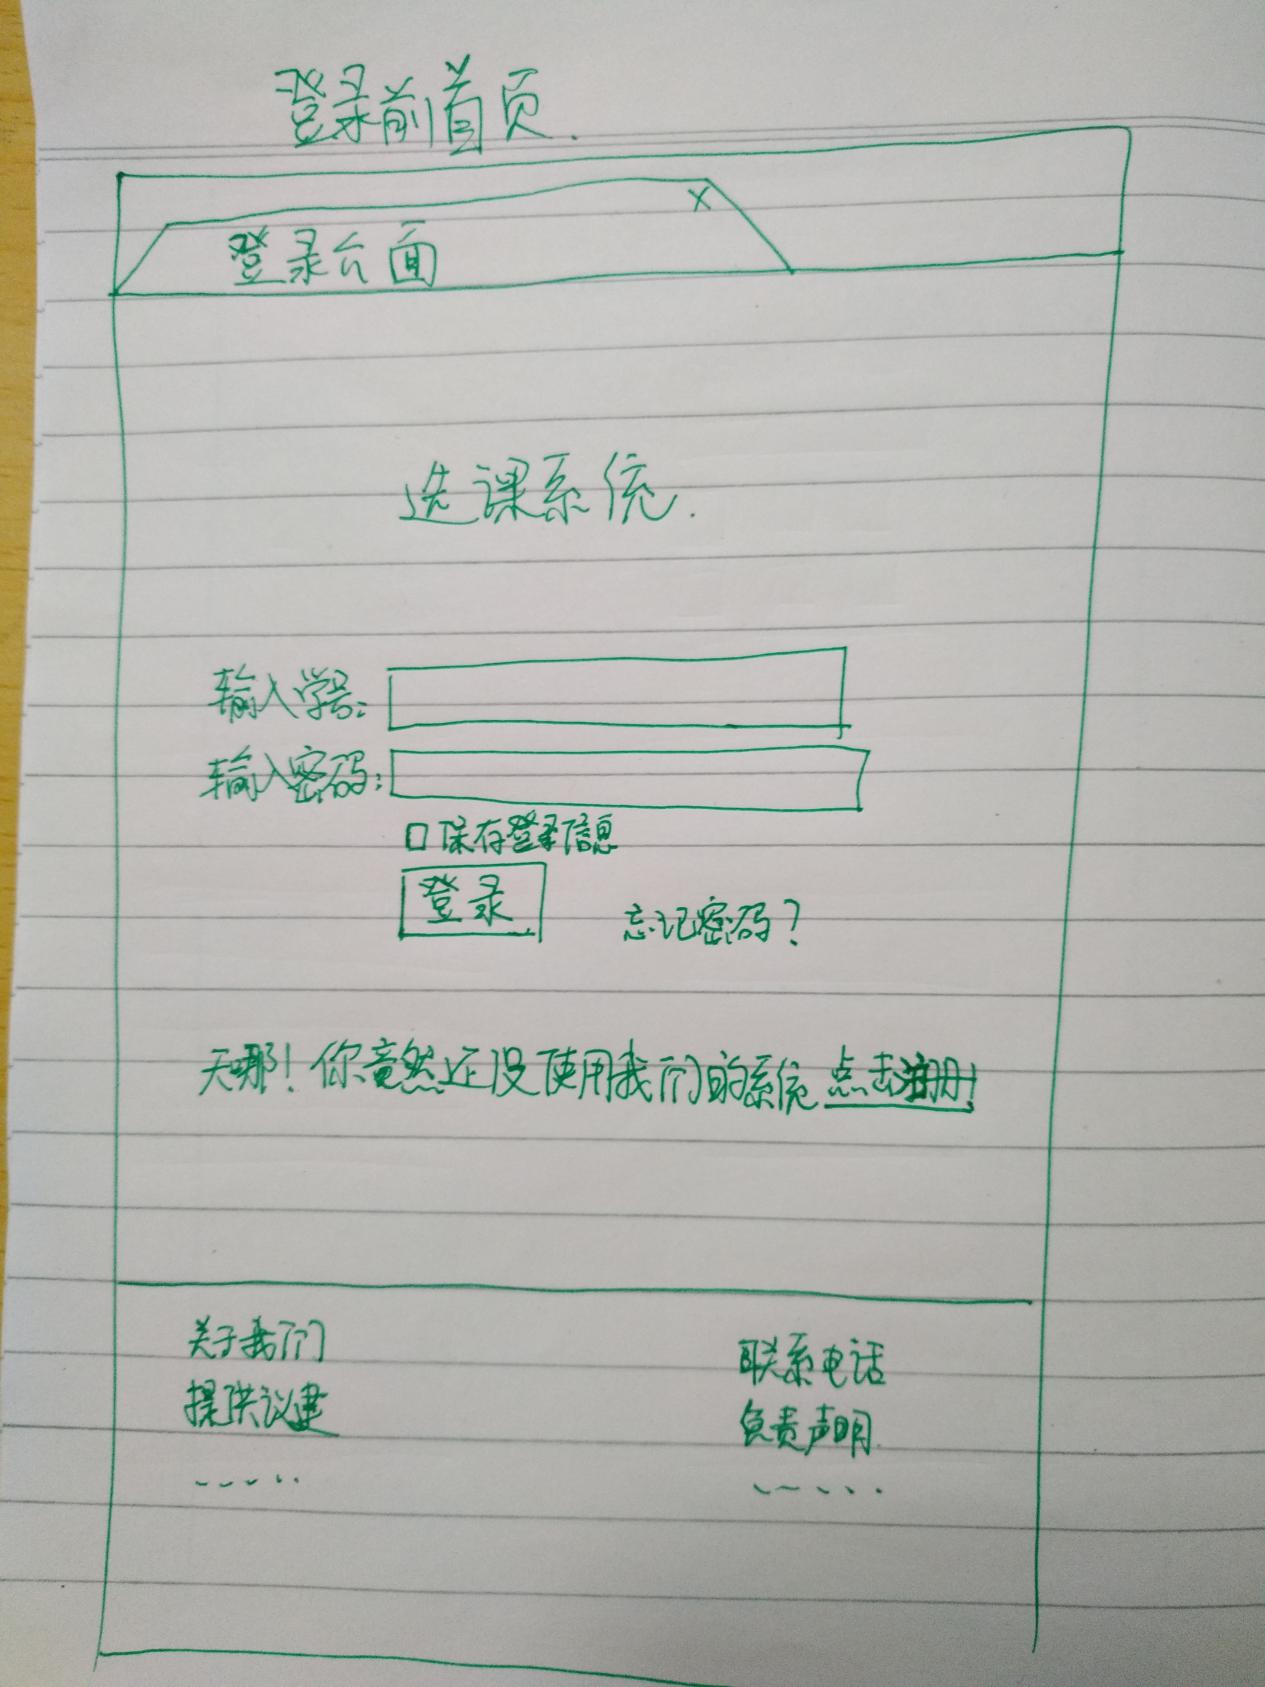 登录前首页.
登录介面 X
选课系统.
输入学号:
输入密码:
保存登录信息
登录 忘记密码?
天哪!你竟然还没使用我们的系统 点击注册!
关于我们 联系电话
提供议建 免责声明
..... .....